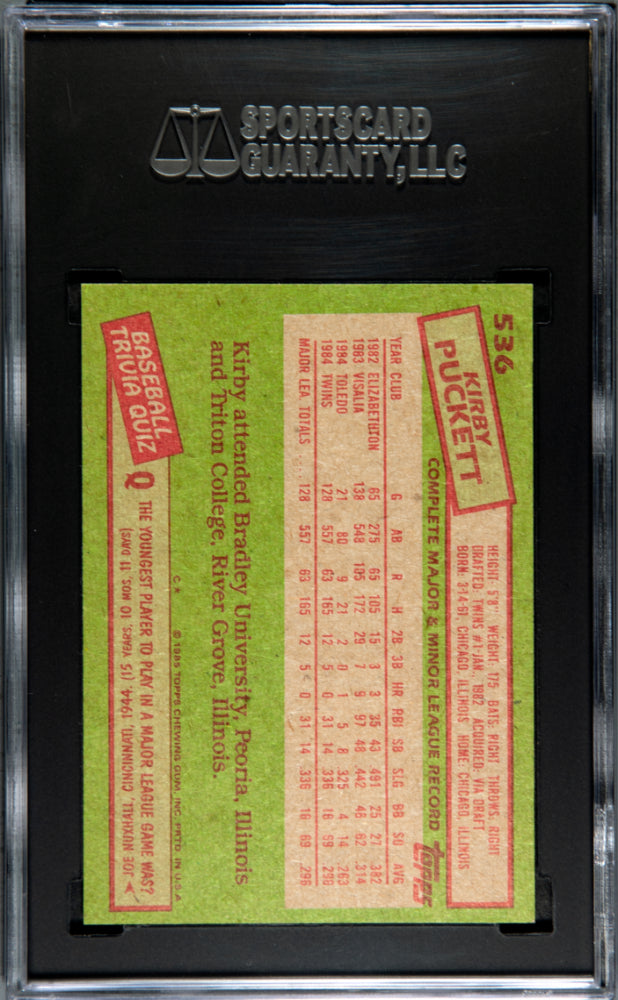 SPORTSCARD
GUARANTY, LLC
536
KIRBY
PUCKETT
HEIGHT: 5'8" WEIGHT: 175 BATS: RIGHT THROWS: RIGHT
DRAFTED: TWINS #1-JAN., 1982 ACQUIRED: VIA DRAFT
BORN: 3-14-61, CHICAGO, ILLINOIS HOME: CHICAGO, ILLINOIS
COMPLETE MAJOR & MINOR LEAGUE RECORD topps
YEAR CLUB G AB R H 2B 3B HR RBI SB SLG BB SO AVG
1982 ELIZABETHTON 65 275 65 105 15 3 3 35 43 .491 25 27 .382
1983 VISALIA 138 548 105 172 29 7 9 97 48 .442 46 62 .314
1984 TOLEDO 21 80 9 21 2 0 1 5 8 .325 4 14 .263
1984 TWINS 128 557 63 165 12 5 0 31 14 .336 16 69 .296
MAJOR LEA. TOTALS 128 557 63 165 12 5 0 31 14 .336 16 69 .296
Kirby attended Bradley University, Peoria, Illinois
and Triton College, River Grove, Illinois.
C* © 1985 TOPPS CHEWING GUM, INC. PRTD. IN U.S.A.
BASEBALL
TRIVIA QUIZ
Q THE YOUNGEST PLAYER TO PLAY IN A MAJOR LEAGUE GAME WAS?
A JOE NUXHALL, CINCINNATI, 1944. (15 YEARS, 10 MOS. 11 DAYS)